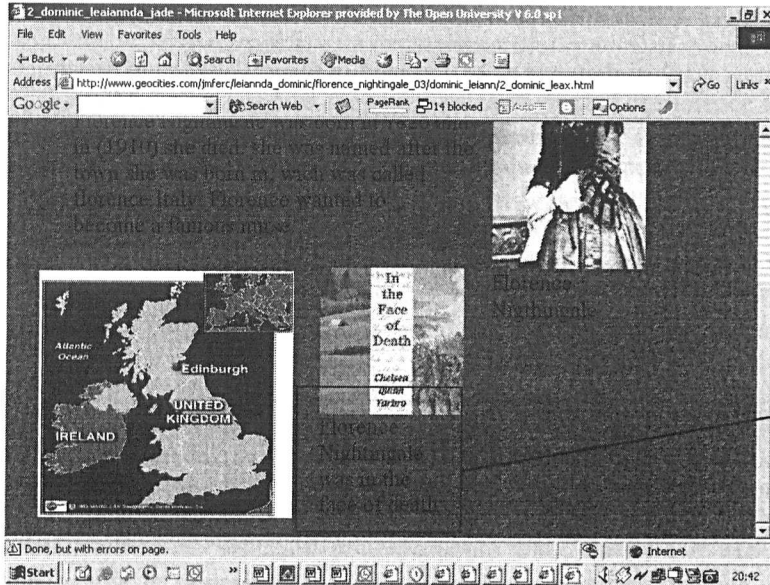 2_dominic_leaiannda_jade - Microsoft Internet Explorer provided by The Open University V 6.0 sp1
File Edit View Favorites Tools Help
Back Search Favorites Media
Address http://www.geocities.com/jmferc/leiannda_dominic/florence_nightingale_03/dominic_leiann/2_dominic_leax.html Go Links »
Google Search Web PageRank 14 blocked AutoFill Options
in (1910) she died. she was named after the
town she was born in, wich was called
florence Italy. Florence wanted to
become a famous nurse
Florence
Nigthingale
In
the
Face
of
Death
Chelsea
Quinn
Yarbro
Florence
Nightingale
was in the
face of death
Atlantic
Ocean
Edinburgh
UNITED
KINGDOM
IRELAND
Done, but with errors on page. Internet
Start » 20:42